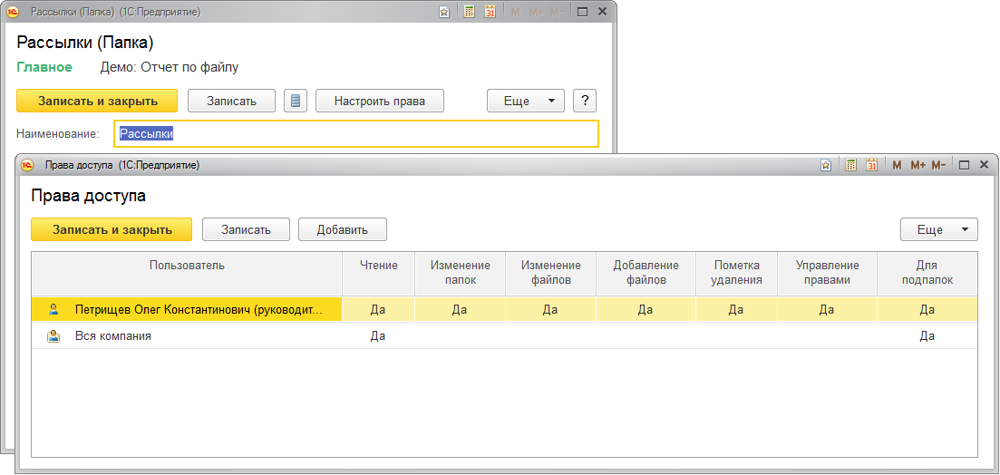 Рассылки (Папка) (1С:Предприятие)
31 M M+ M-
Рассылки (Папка)
Главное Демо: Отчет по файлу
Записать и закрыть Записать Настроить права Еще ?
Наименование: Рассылки
Права доступа (1С:Предприятие)
31 M M+ M-
Права доступа
Записать и закрыть Записать Добавить Еще
Пользователь Чтение Изменение папок Изменение файлов Добавление файлов Пометка удаления Управление правами Для подпапок
Петрищев Олег Константинович (руководит... Да Да Да Да Да Да Да
Вся компания Да Да